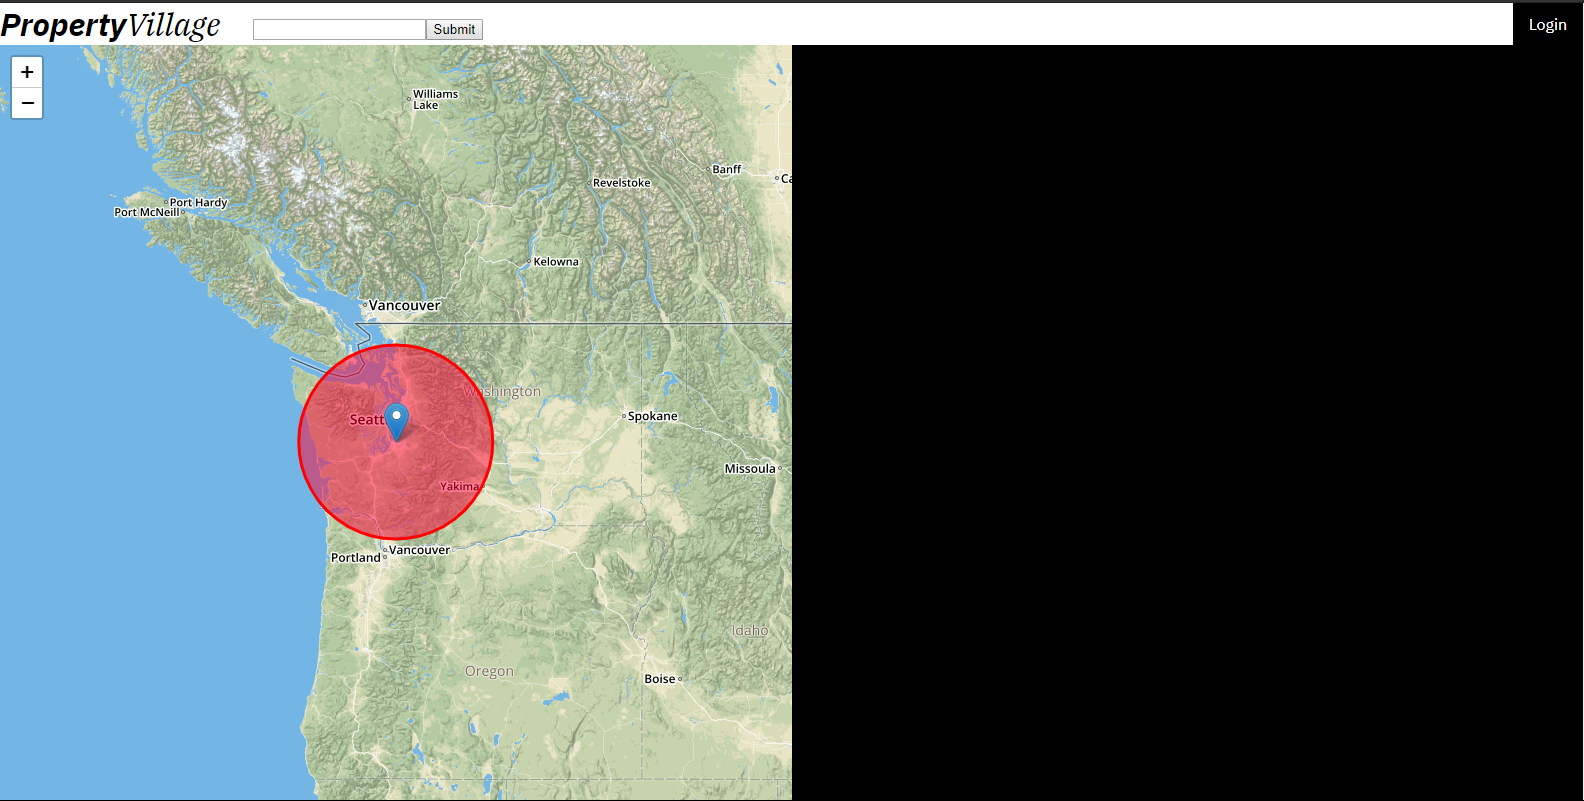 PropertyVillage
Submit
Login
+
−
Williams
Lake
Banff
Revelstoke
Port Hardy
Port McNeill
Kelowna
Vancouver
Washington
Spokane
Seatt
Missoula
Yakima
Vancouver
Portland
Idaho
Oregon
Boise